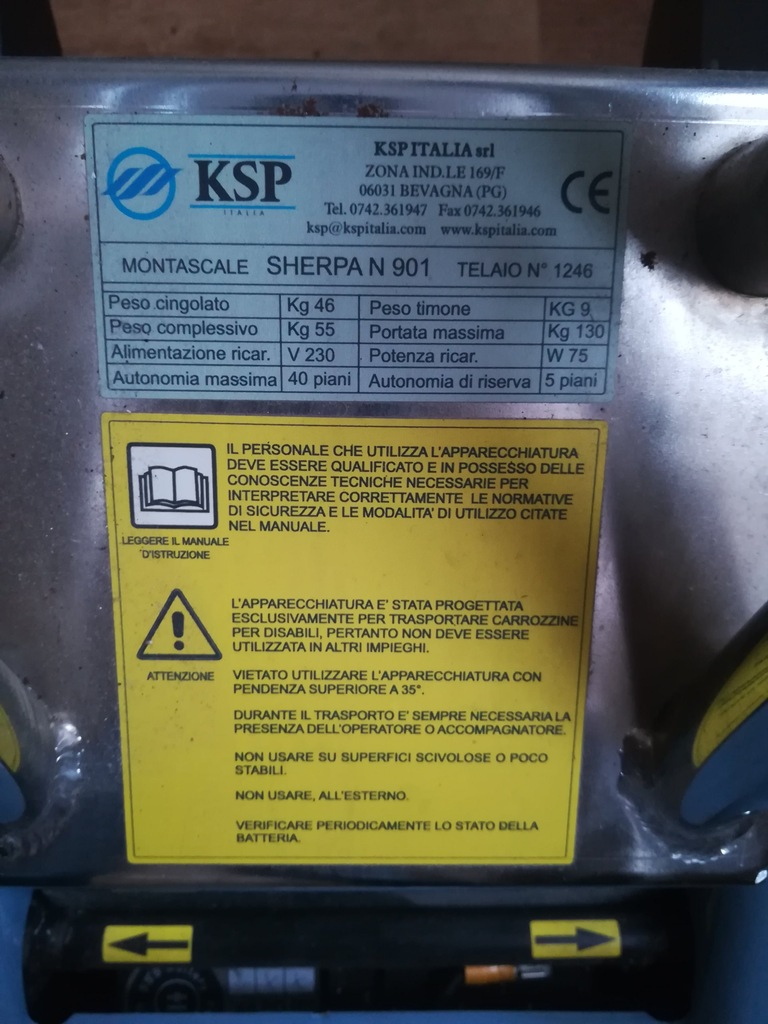 KSP
ITALIA
KSP ITALIA srl
ZONA IND.LE 169/F
06031 BEVAGNA (PG)
Tel. 0742.361947 Fax 0742.361946
ksp@kspitalia.com www.kspitalia.com
CE
MONTASCALE SHERPA N 901 TELAIO N° 1246
Peso cingolato Kg 46 Peso timone KG 9
Peso complessivo Kg 55 Portata massima Kg 130
Alimentazione ricar. V 230 Potenza ricar. W 75
Autonomia massima 40 piani Autonomia di riserva 5 piani
IL PERSONALE CHE UTILIZZA L'APPARECCHIATURA
DEVE ESSERE QUALIFICATO E IN POSSESSO DELLE
CONOSCENZE TECNICHE NECESSARIE PER
INTERPRETARE CORRETTAMENTE LE NORMATIVE
DI SICUREZZA E LE MODALITA' DI UTILIZZO CITATE
NEL MANUALE.
LEGGERE IL MANUALE
D'ISTRUZIONE
L'APPARECCHIATURA E' STATA PROGETTATA
ESCLUSIVAMENTE PER TRASPORTARE CARROZZINE
PER DISABILI, PERTANTO NON DEVE ESSERE
UTILIZZATA IN ALTRI IMPIEGHI.
ATTENZIONE
VIETATO UTILIZZARE L'APPARECCHIATURA CON
PENDENZA SUPERIORE A 35°.
DURANTE IL TRASPORTO E' SEMPRE NECESSARIA LA
PRESENZA DELL'OPERATORE O ACCOMPAGNATORE.
NON USARE SU SUPERFICI SCIVOLOSE O POCO
STABILI.
NON USARE, ALL'ESTERNO.
VERIFICARE PERIODICAMENTE LO STATO DELLA
BATTERIA.